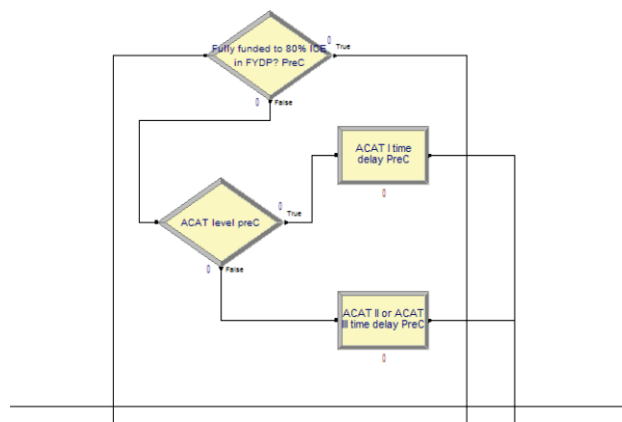 Fully funded to 80% ICE
in FYDP? PreC
0
True
0
False
ACAT I time
delay PreC
0
ACAT level preC
0
True
0
False
ACAT II or ACAT
III time delay PreC
0